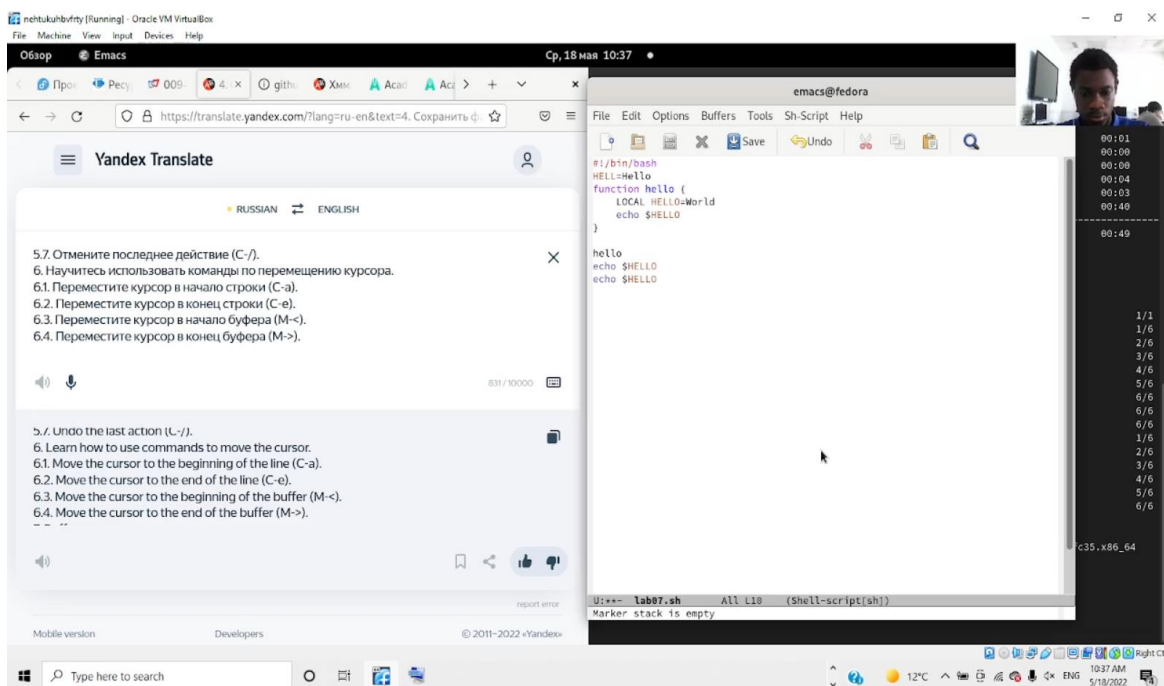 nehtukuhbvfrty [Running] - Oracle VM VirtualBox
File Machine View Input Devices Help
Обзор Emacs Ср, 18 мая 10:37
Прои Ресу 009- 4. githu Хмм Acad Aca
https://translate.yandex.com/?lang=ru-en&text=4. Сохранить ф
Yandex Translate
RUSSIAN ENGLISH
5.7. Отмените последнее действие (C-/).
6. Научитесь использовать команды по перемещению курсора.
6.1. Переместите курсор в начало строки (C-a).
6.2. Переместите курсор в конец строки (C-e).
6.3. Переместите курсор в начало буфера (M-<).
6.4. Переместите курсор в конец буфера (M->).
831/10000
5.7. Undo the last action (C-/).
6. Learn how to use commands to move the cursor.
6.1. Move the cursor to the beginning of the line (C-a).
6.2. Move the cursor to the end of the line (C-e).
6.3. Move the cursor to the beginning of the buffer (M-<).
6.4. Move the cursor to the end of the buffer (M->).
report error
Mobile version Developers © 2011–2022 «Yandex»
emacs@fedora
File Edit Options Buffers Tools Sh-Script Help
Save Undo
#!/bin/bash
HELL=Hello
function hello {
LOCAL HELLO=World
echo $HELLO
}
hello
echo $HELLO
echo $HELLO
U:**- lab07.sh All L10 (Shell-script[sh])
Marker stack is empty
00:01
00:00
00:00
00:04
00:03
00:40
00:49
1/1
1/6
2/6
3/6
4/6
5/6
6/6
6/6
6/6
1/6
2/6
3/6
4/6
5/6
6/6
c35.x86_64
Right Ct
Type here to search
12°C ENG 10:37 AM
5/18/2022